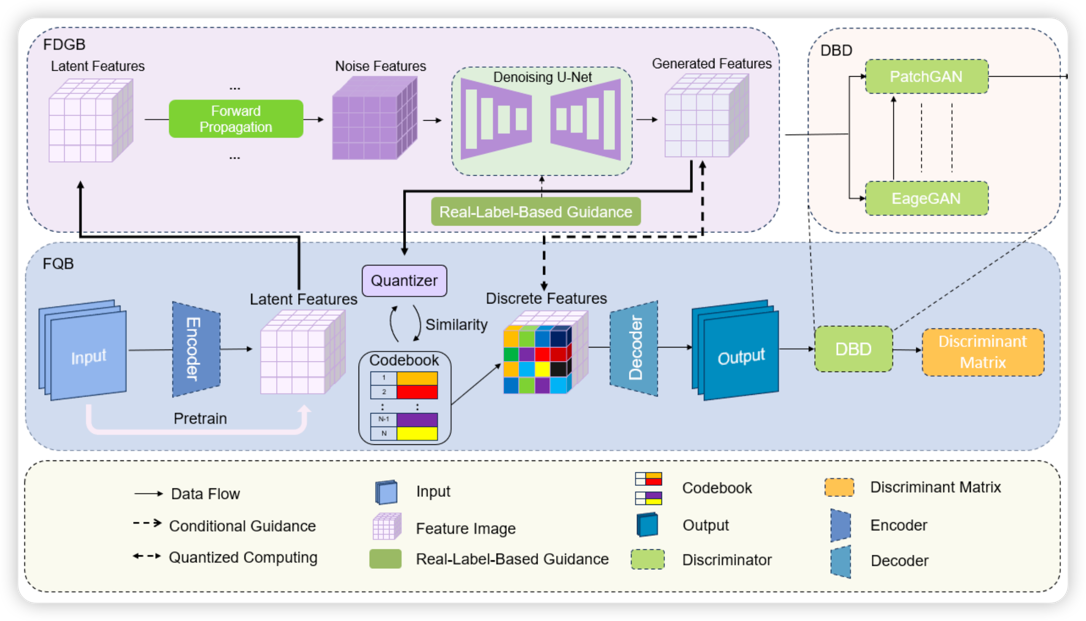 FDGB
Latent Features
...
Forward
Propagation
...
Noise Features
Denoising U-Net
Generated Features
Real-Label-Based Guidance
DBD
PatchGAN
EageGAN
FQB
Input
Encoder
Latent Features
Pretrain
Quantizer
Similarity
Codebook
1
2
: :
N-1
N
Discrete Features
Decoder
Output
DBD
Discriminant
Matrix
Data Flow
Conditional Guidance
Quantized Computing
Input
Feature Image
Real-Label-Based Guidance
Codebook
Output
Discriminator
Discriminant Matrix
Encoder
Decoder